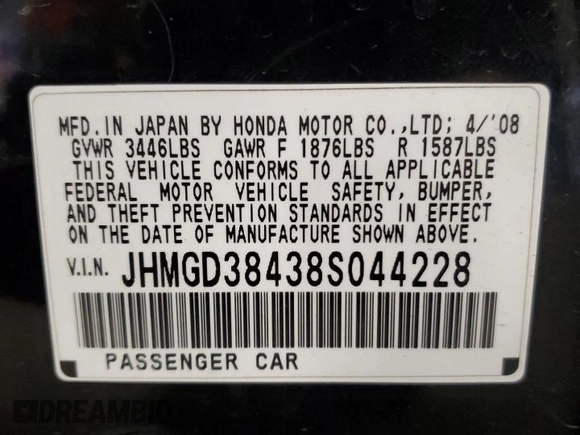 MFD. IN JAPAN BY HONDA MOTOR CO.,LTD; 4/'08
GVWR 3446LBS GAWR F 1876LBS R 1587LBS
THIS VEHICLE CONFORMS TO ALL APPLICABLE
FEDERAL MOTOR VEHICLE SAFETY, BUMPER,
AND THEFT PREVENTION STANDARDS IN EFFECT
ON THE DATE OF MANUFACTURE SHOWN ABOVE.
V.I.N. JHMGD38438S044228
PASSENGER CAR
DREAMBID